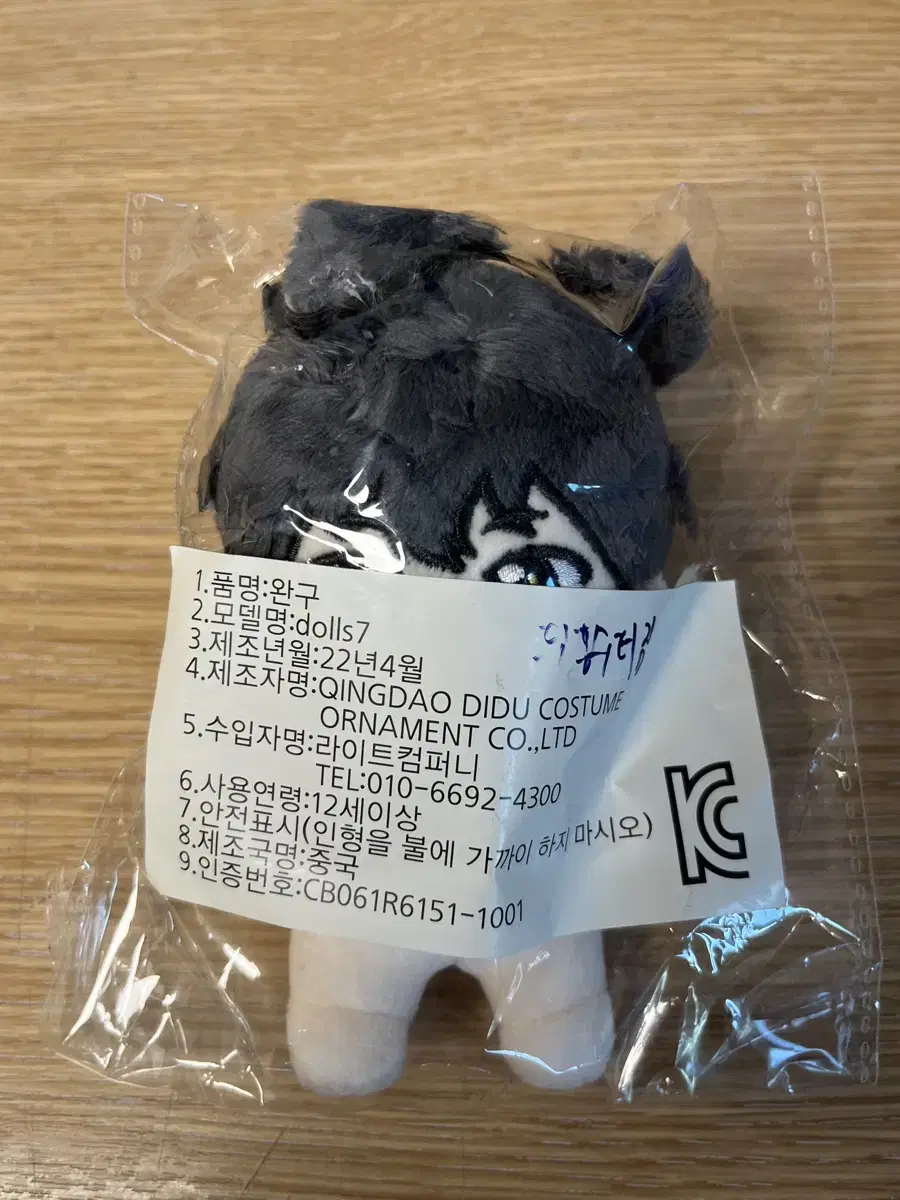 1.품명:완구
2.모델명:dolls7
3.제조년월:22년4월
4.제조자명:QINGDAO DIDU COSTUME
ORNAMENT CO.,LTD
5.수입자명:라이트컴퍼니
TEL:010-6692-4300
6.사용연령:12세이상
7.안전표시(인형을 불에 가까이 하지 마시오)
8.제조국명:중국
9.인증번호:CB061R6151-1001
KC